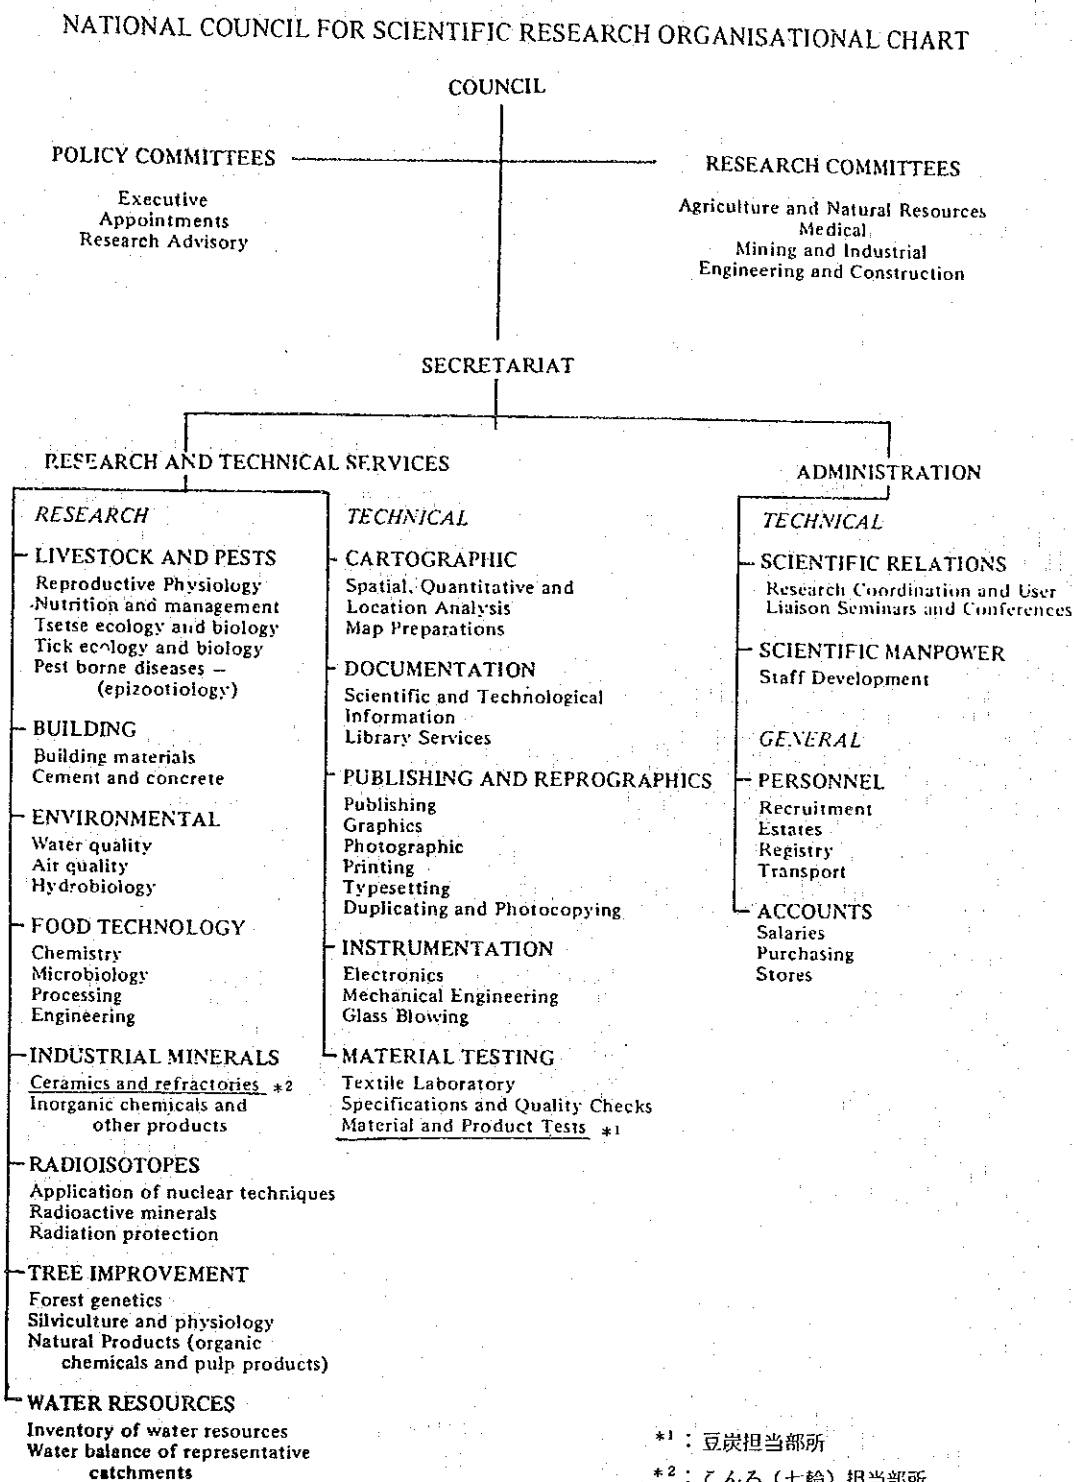 NATIONAL COUNCIL FOR SCIENTIFIC RESEARCH ORGANISATIONAL CHART
COUNCIL
POLICY COMMITTEES
Executive
Appointments
Research Advisory
RESEARCH COMMITTEES
Agriculture and Natural Resources
Medical
Mining and Industrial
Engineering and Construction
SECRETARIAT
RESEARCH AND TECHNICAL SERVICES
RESEARCH
LIVESTOCK AND PESTS
Reproductive Physiology
Nutrition and management
Tsetse ecology and biology
Tick ecology and biology
Pest borne diseases –
(epizootiology)
BUILDING
Building materials
Cement and concrete
ENVIRONMENTAL
Water quality
Air quality
Hydrobiology
FOOD TECHNOLOGY
Chemistry
Microbiology
Processing
Engineering
INDUSTRIAL MINERALS
Ceramics and refractories *2
Inorganic chemicals and
other products
RADIOISOTOPES
Application of nuclear techniques
Radioactive minerals
Radiation protection
TREE IMPROVEMENT
Forest genetics
Silviculture and physiology
Natural Products (organic
chemicals and pulp products)
WATER RESOURCES
Inventory of water resources
Water balance of representative
catchments
TECHNICAL
CARTOGRAPHIC
Spatial, Quantitative and
Location Analysis
Map Preparations
DOCUMENTATION
Scientific and Technological
Information
Library Services
PUBLISHING AND REPROGRAPHICS
Publishing
Graphics
Photographic
Printing
Typesetting
Duplicating and Photocopying
INSTRUMENTATION
Electronics
Mechanical Engineering
Glass Blowing
MATERIAL TESTING
Textile Laboratory
Specifications and Quality Checks
Material and Product Tests *1
ADMINISTRATION
TECHNICAL
SCIENTIFIC RELATIONS
Research Coordination and User
Liaison Seminars and Conferences
SCIENTIFIC MANPOWER
Staff Development
GENERAL
PERSONNEL
Recruitment
Estates
Registry
Transport
ACCOUNTS
Salaries
Purchasing
Stores
*1 : 豆炭担当部所
*2 : こんろ (七輪) 担当部所